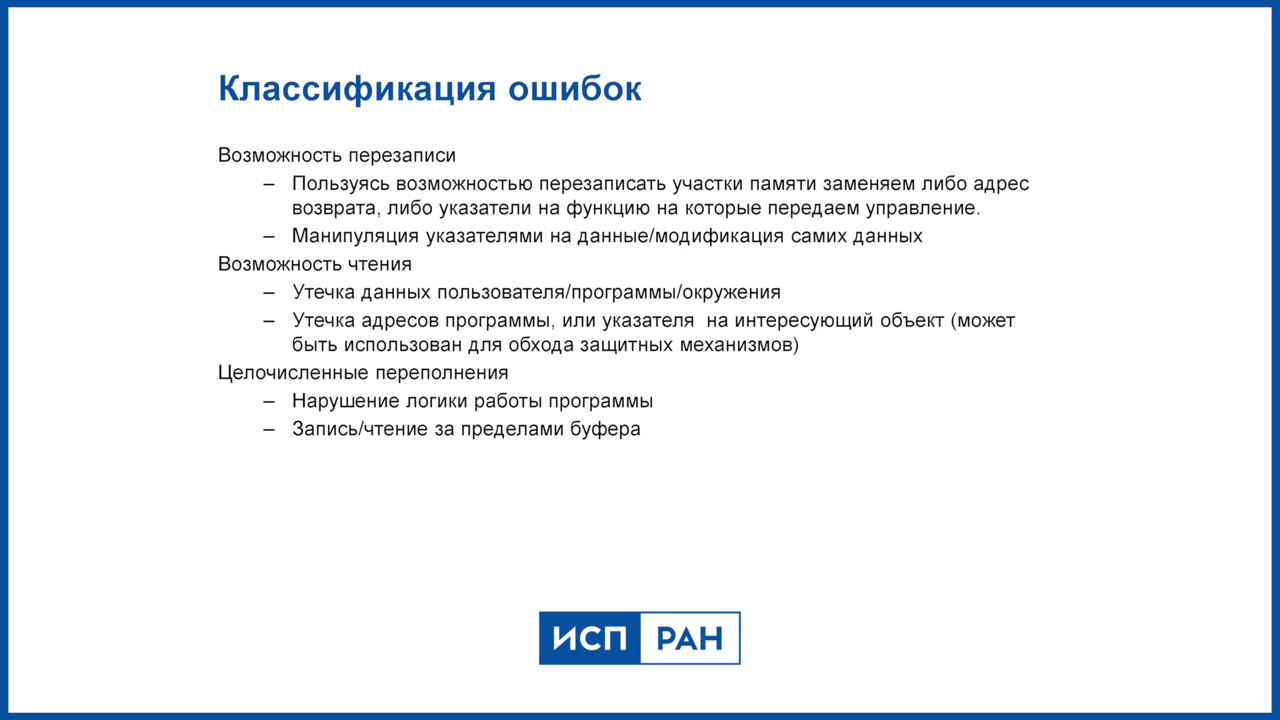 Классификация ошибок
Возможность перезаписи
– Пользуясь возможностью перезаписать участки памяти заменяем либо адрес
возврата, либо указатели на функцию на которые передаем управление.
– Манипуляция указателями на данные/модификация самих данных
Возможность чтения
– Утечка данных пользователя/программы/окружения
– Утечка адресов программы, или указателя  на интересующий объект (может
быть использован для обхода защитных механизмов)
Целочисленные переполнения
– Нарушение логики работы программы
– Запись/чтение за пределами буфера
ИСП РАН